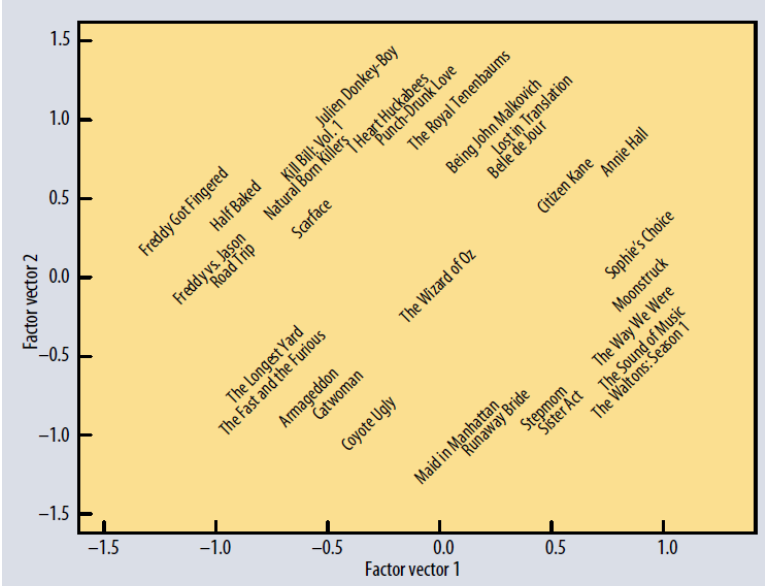 1.5
1.0
0.5
0.0
−0.5
−1.0
−1.5
Factor vector 2
Julien Donkey-Boy
I Heart Huckabees
Punch-Drunk Love
The Royal Tenenbaums
Being John Malkovich
Lost in Translation
Belle de Jour
Kill Bill: Vol. 1
Natural Born Killers
Scarface
Freddy Got Fingered
Half Baked
Freddy vs. Jason
Road Trip
Citizen Kane
Annie Hall
Sophie's Choice
Moonstruck
The Way We Were
The Sound of Music
The Waltons: Season 1
The Wizard of Oz
The Longest Yard
The Fast and the Furious
Armageddon
Catwoman
Coyote Ugly
Maid in Manhattan
Runaway Bride
Stepmom
Sister Act
−1.5
−1.0
−0.5
0.0
0.5
1.0
Factor vector 1